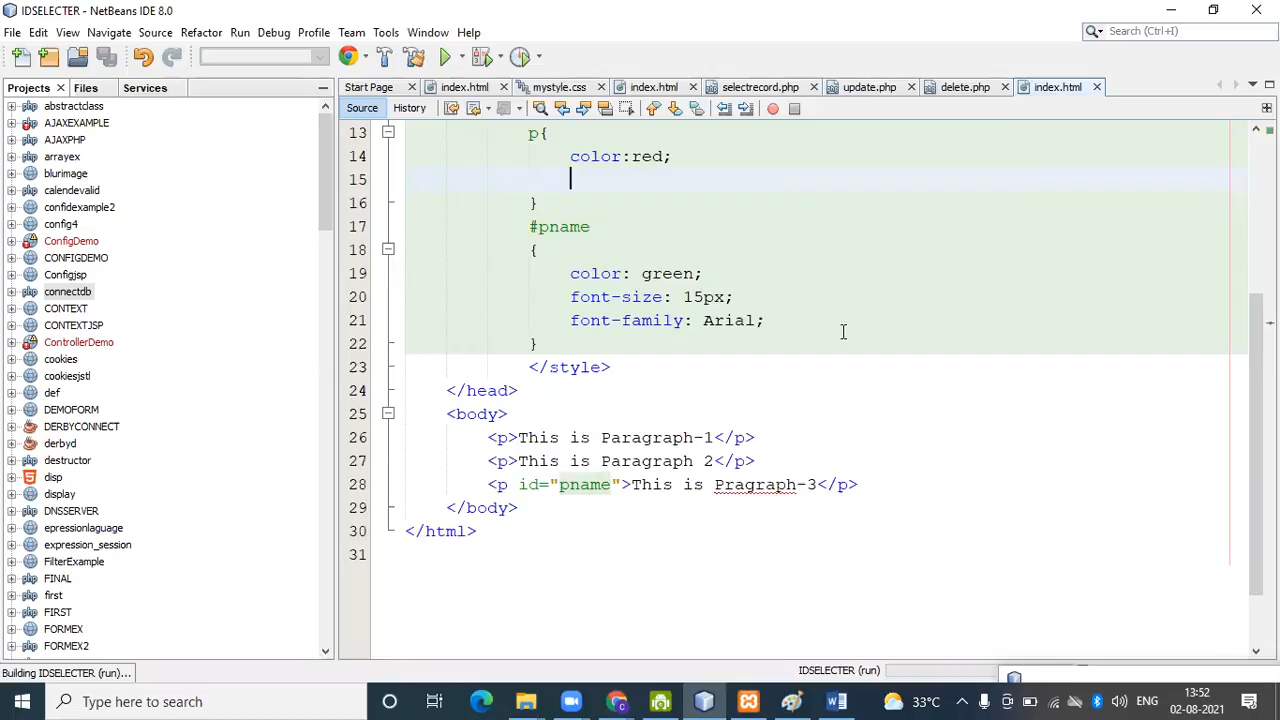 IDSELECTER - NetBeans IDE 8.0
File Edit View Navigate Source Refactor Run Debug Profile Team Tools Window Help
Search (Ctrl+I)
Projects Files Services
Start Page index.html mystyle.css index.html selectrecord.php update.php delete.php index.html
Source History
abstractclass
AJAXEXAMPLE
AJAXPHP
arrayex
blurimage
calendevalid
confidexample2
config4
ConfigDemo
CONFIGDEMO
Configjsp
connectdb
CONTEXT
CONTEXTJSP
ControllerDemo
cookies
cookiesjstl
def
DEMOFORM
DERBYCONNECT
derbyd
destructor
disp
display
DNSSERVER
epressionlaguage
expression_session
FilterExample
FINAL
first
FIRST
FORMEX
FORMEX2
13 p{
14 color:red;
15
16 }
17 #pname
18 {
19 color: green;
20 font-size: 15px;
21 font-family: Arial;
22 }
23 </style>
24 </head>
25 <body>
26 <p>This is Paragraph-1</p>
27 <p>This is Paragraph 2</p>
28 <p id="pname">This is Pragraph-3</p>
29 </body>
30 </html>
31
Building IDSELECTER (run)...
IDSELECTER (run)
Type here to search
33°C
ENG
13:52
02-08-2021